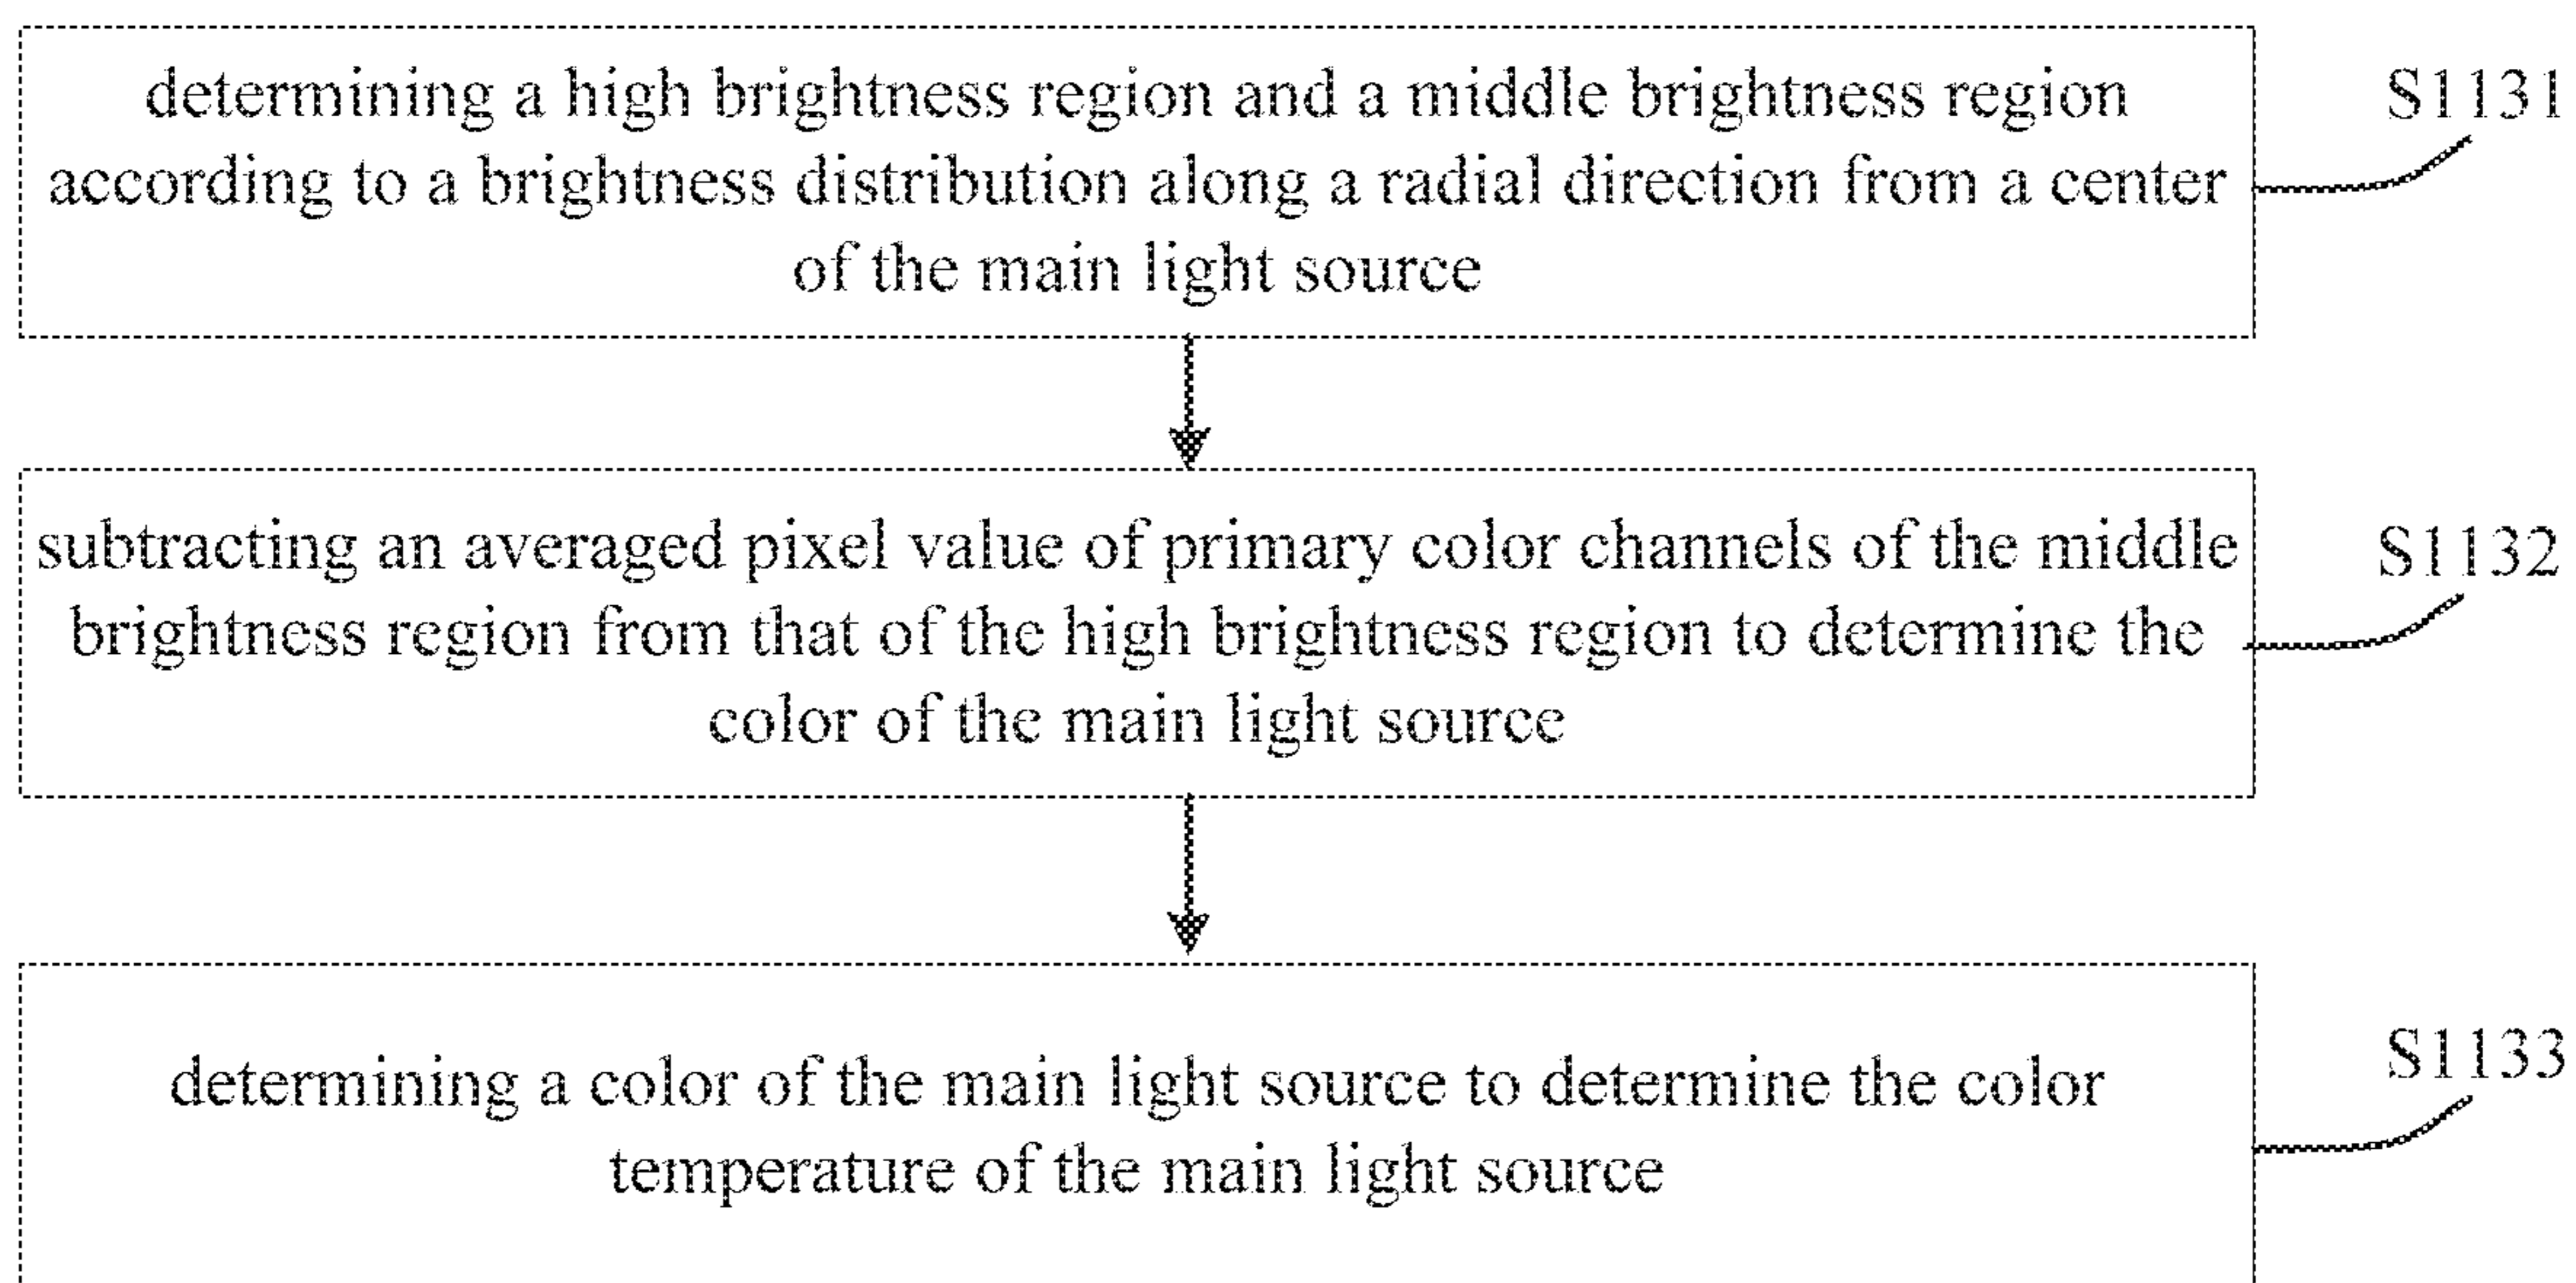 determining a high brightness region and a middle brightness region
according to a brightness distribution along a radial direction from a center
of the main light source
S1131
subtracting an averaged pixel value of primary color channels of the middle
brightness region from that of the high brightness region to determine the
color of the main light source
S1132
determining a color of the main light source to determine the color
temperature of the main light source
S1133